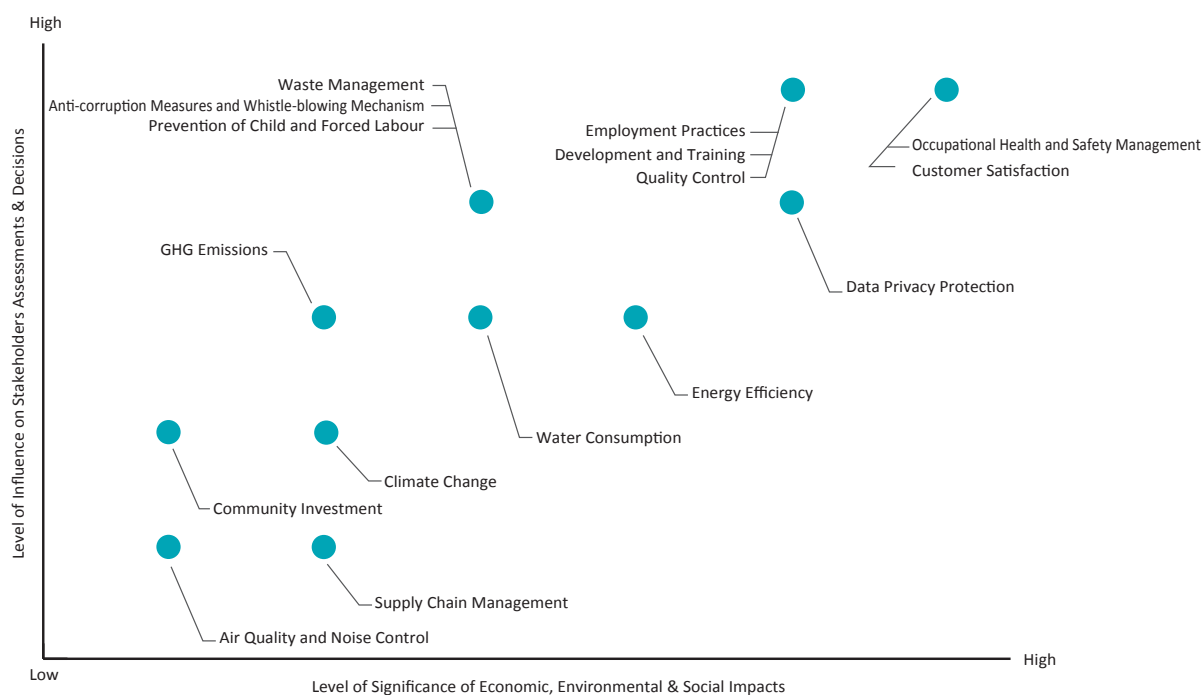 High
Waste Management
Anti-corruption Measures and Whistle-blowing Mechanism
Prevention of Child and Forced Labour
Employment Practices
Development and Training
Quality Control
Occupational Health and Safety Management
Customer Satisfaction
GHG Emissions
Data Privacy Protection
Energy Efficiency
Water Consumption
Climate Change
Community Investment
Supply Chain Management
Air Quality and Noise Control
Level of Influence on Stakeholders Assessments & Decisions
Low
Level of Significance of Economic, Environmental & Social Impacts
High